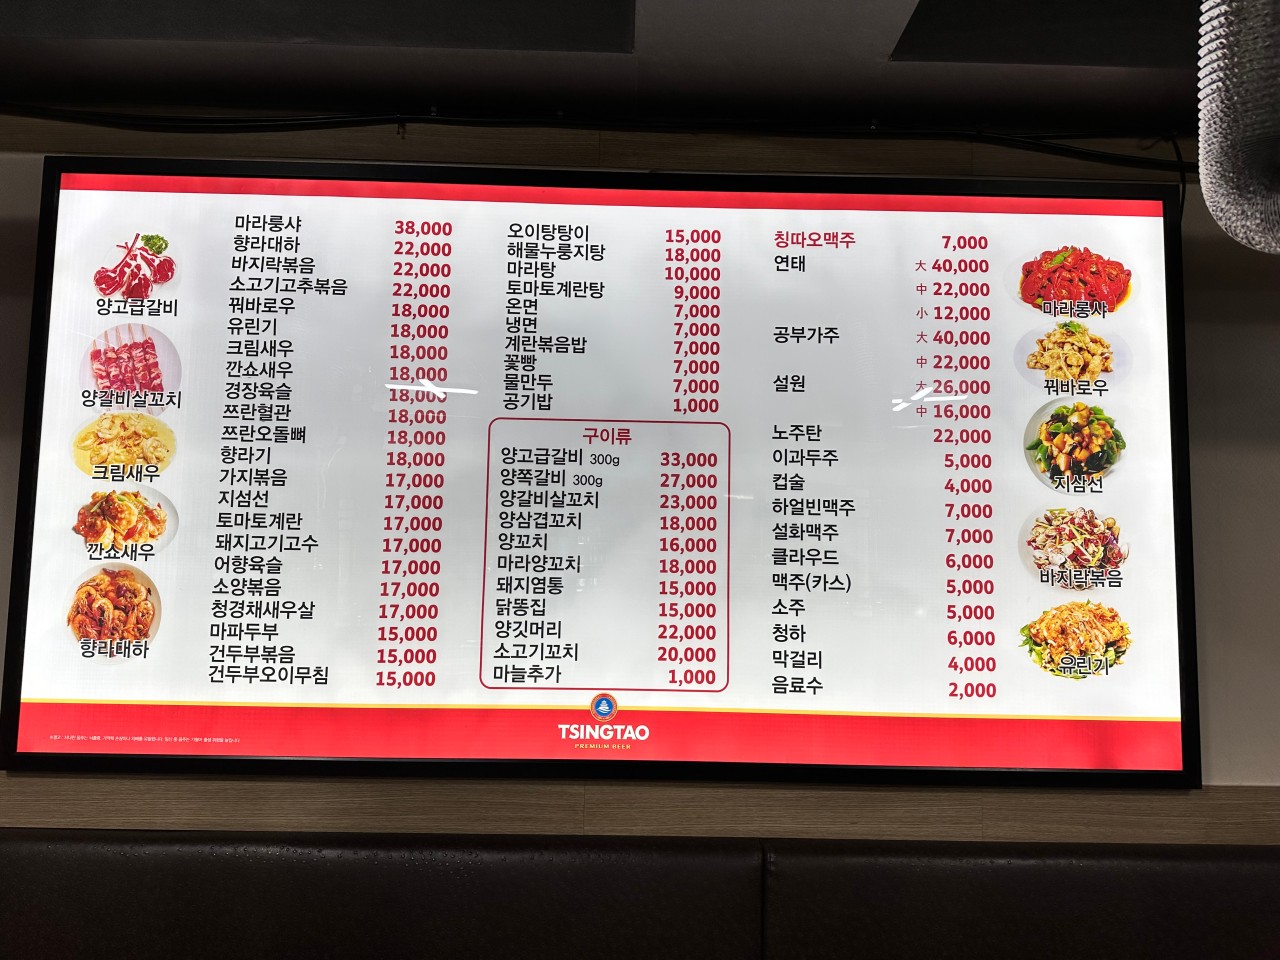 양고급갈비
양갈비살꼬치
크림새우
깐쇼새우
향라대하
마라룽샤 38,000
향라대하 22,000
바지락볶음 22,000
소고기고추볶음 22,000
꿔바로우 18,000
유린기 18,000
크림새우 18,000
깐쇼새우 18,000
경장육슬 18,000
쯔란혈관 18,000
쯔란오돌뼈 18,000
향라기 18,000
가지볶음 17,000
지섬선 17,000
토마토계란 17,000
돼지고기고수 17,000
어향육슬 17,000
소양볶음 17,000
청경채새우살 17,000
마파두부 15,000
건두부볶음 15,000
건두부오이무침 15,000
오이탕탕이 15,000
해물누룽지탕 18,000
마라탕 10,000
토마토계란탕 9,000
온면 7,000
냉면 7,000
계란볶음밥 7,000
꽃빵 7,000
물만두 7,000
공기밥 1,000
구이류
양고급갈비 300g 33,000
양쪽갈비 300g 27,000
양갈비살꼬치 23,000
양삼겹꼬치 18,000
양꼬치 16,000
마라양꼬치 18,000
돼지염통 15,000
닭똥집 15,000
양깃머리 22,000
소고기꼬치 20,000
마늘추가 1,000
칭따오맥주 7,000
연태 大 40,000
中 22,000
小 12,000
공부가주 大 40,000
中 22,000
설원 大 26,000
中 16,000
노주탄 22,000
이과두주 5,000
컵술 4,000
하얼빈맥주 7,000
설화맥주 7,000
클라우드 6,000
맥주(카스) 5,000
소주 5,000
청하 6,000
막걸리 4,000
음료수 2,000
마라룽샤
꿔바로우
지삼선
바지락볶음
유린기
TSINGTAO
PREMIUM BEER